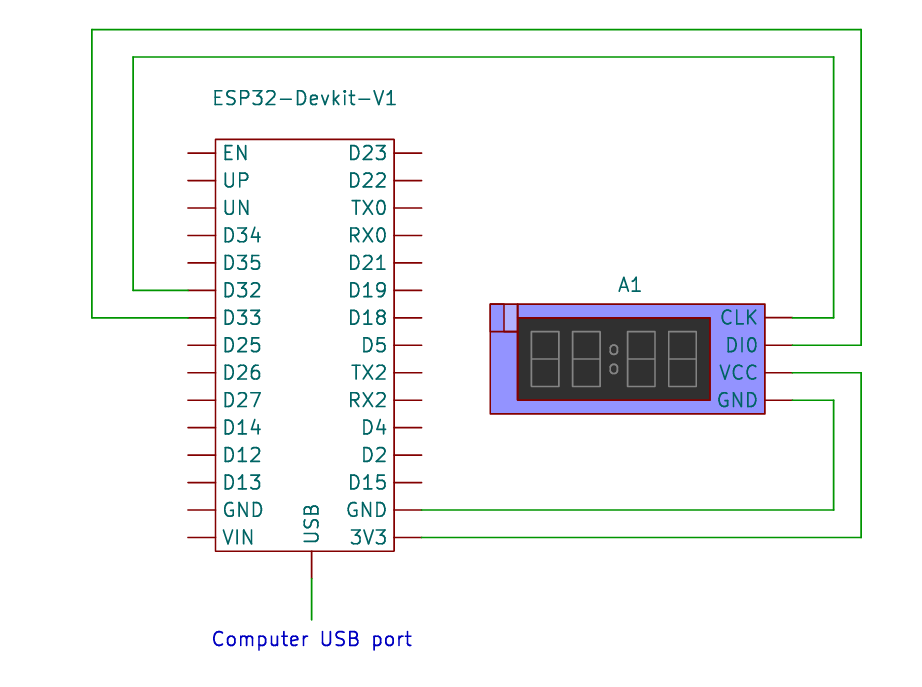 ESP32-Devkit-V1
EN D23
UP D22
UN TX0
D34 RX0
D35 D21
D32 D19
D33 D18
D25 D5
D26 TX2
D27 RX2
D14 D4
D12 D2
D13 D15
GND GND
VIN 3V3
USB
Computer USB port
A1
CLK
DIO
VCC
GND